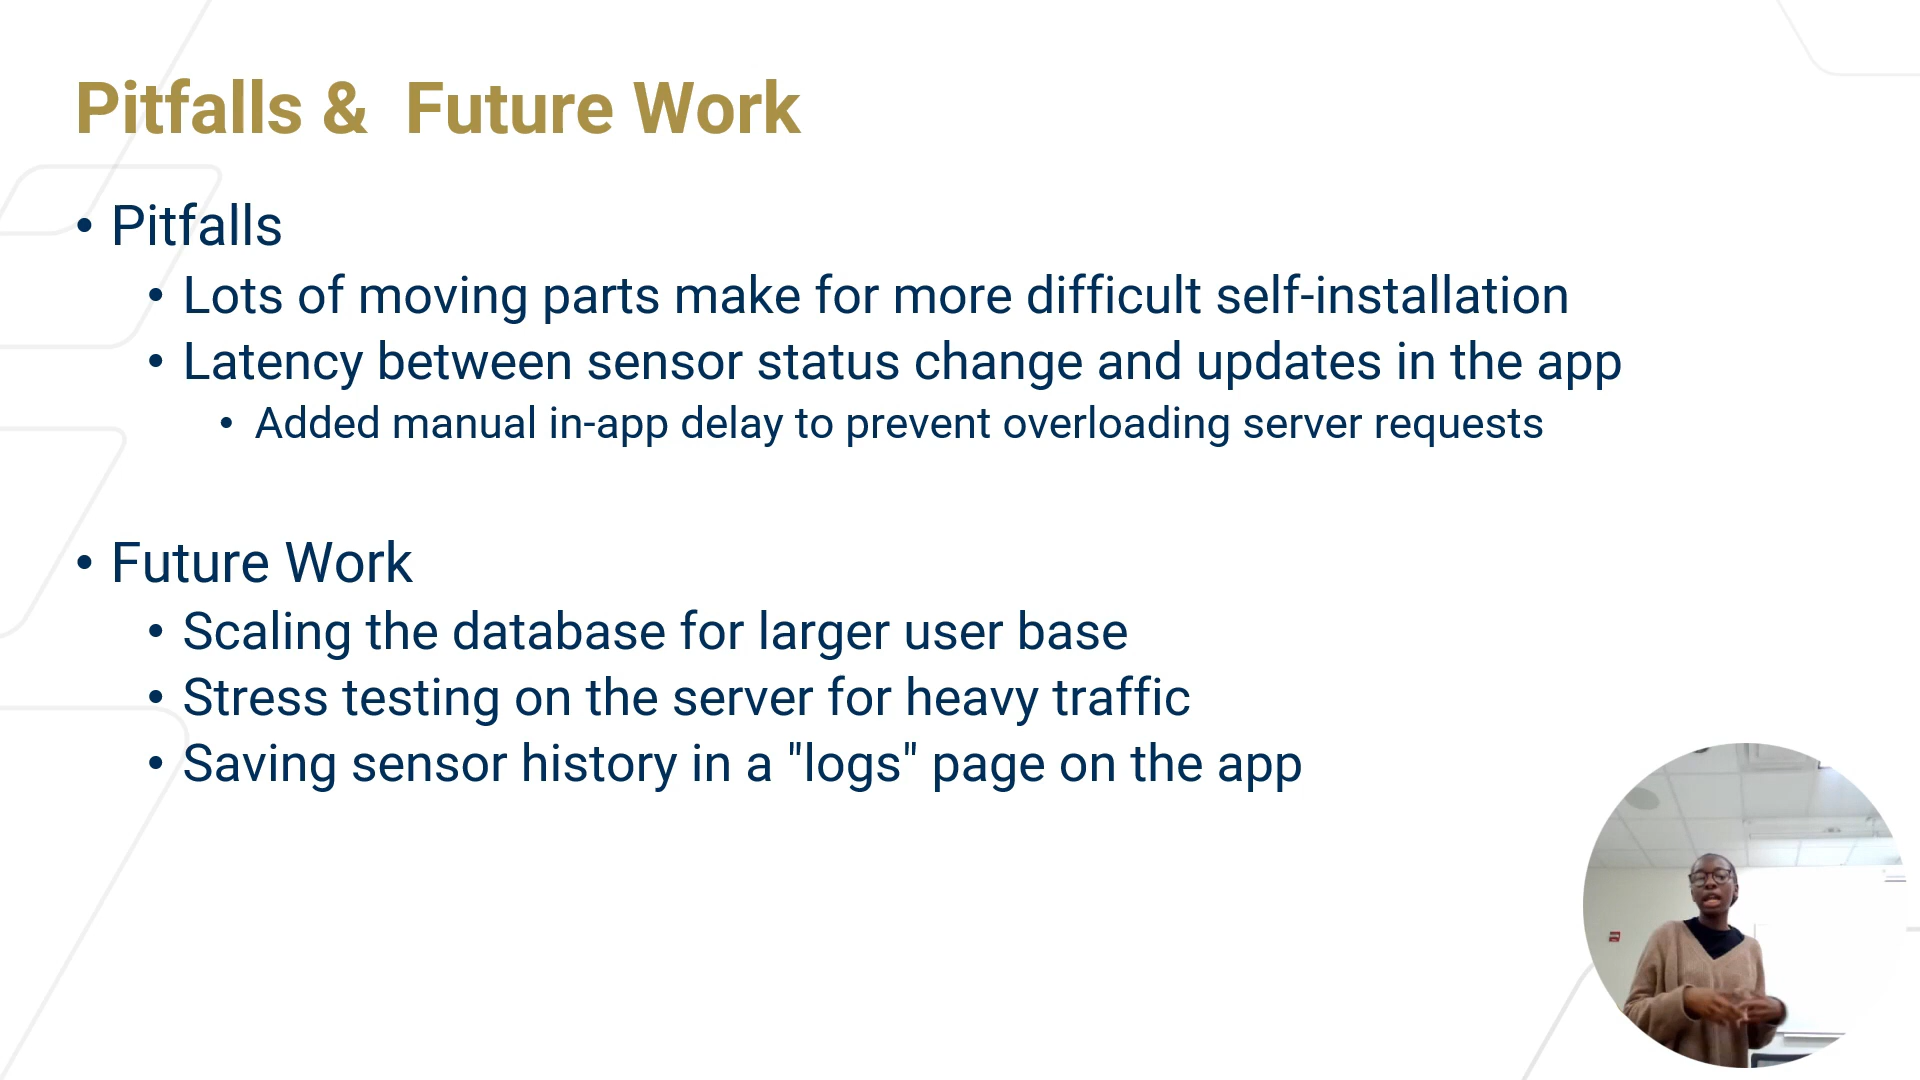 Pitfalls &  Future Work
• Pitfalls
• Lots of moving parts make for more difficult self-installation
• Latency between sensor status change and updates in the app
• Added manual in-app delay to prevent overloading server requests
• Future Work
• Scaling the database for larger user base
• Stress testing on the server for heavy traffic
• Saving sensor history in a "logs" page on the app